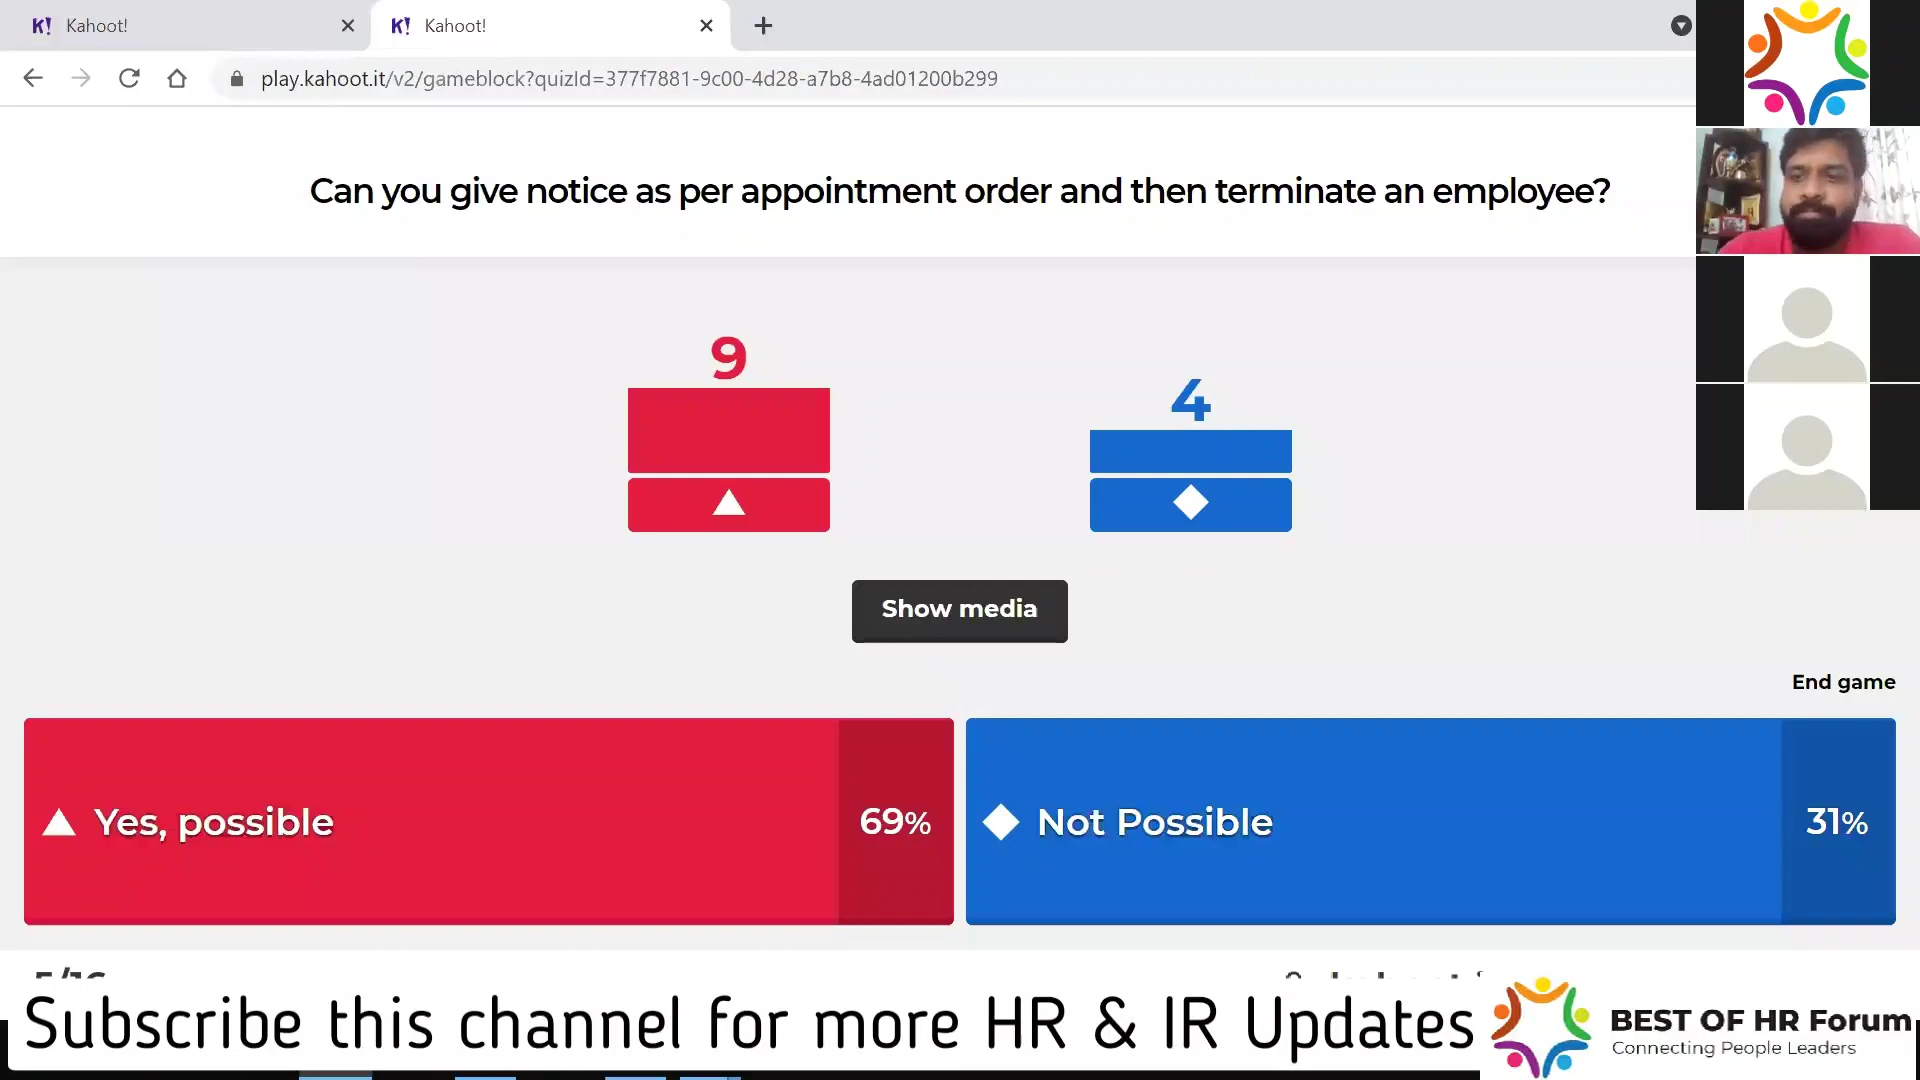 Kahoot!
Kahoot!
play.kahoot.it/v2/gameblock?quizId=377f7881-9c00-4d28-a7b8-4ad01200b299
Can you give notice as per appointment order and then terminate an employee?
9
4
Show media
End game
Yes, possible
69%
Not Possible
31%
Subscribe this channel for more HR & IR Updates
BEST OF HR Forum
Connecting People Leaders